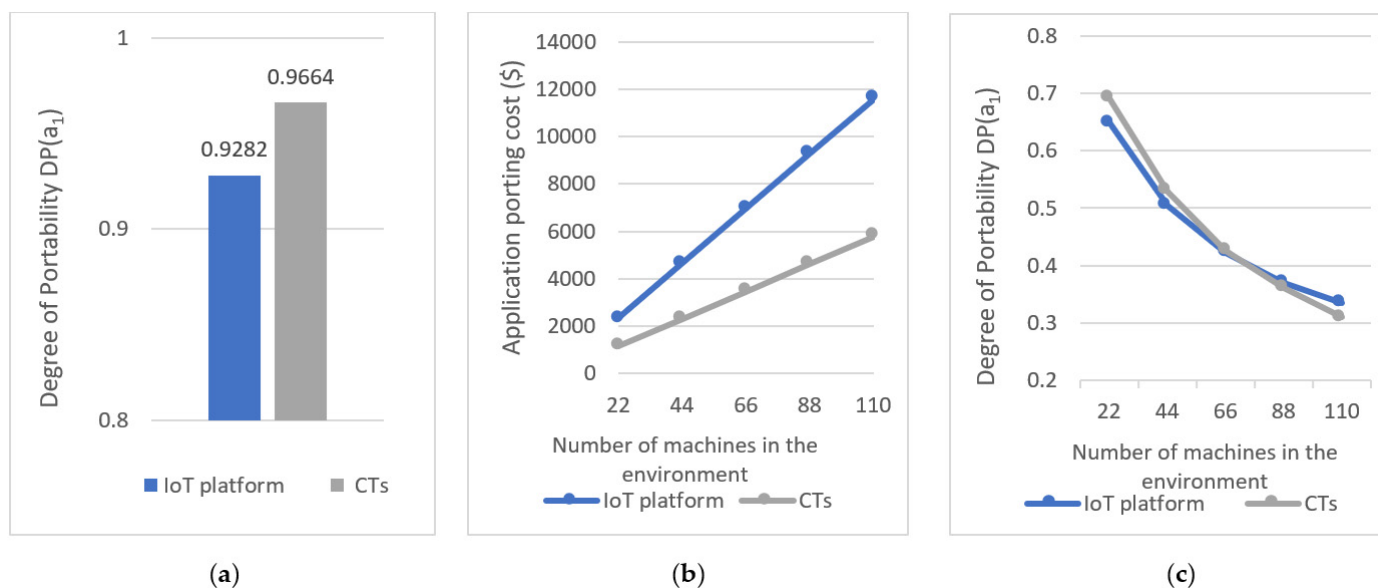 Degree of Portability DP(a₁)
1
0.9
0.8
0.9282
0.9664
IoT platform
CTs
(a)
Application porting cost ($)
14000
12000
10000
8000
6000
4000
2000
0
22 44 66 88 110
Number of machines in the
environment
IoT platform
CTs
(b)
Degree of Portability DP(a₁)
0.8
0.7
0.6
0.5
0.4
0.3
0.2
22 44 66 88 110
Number of machines in the
environment
IoT platform
CTs
(c)